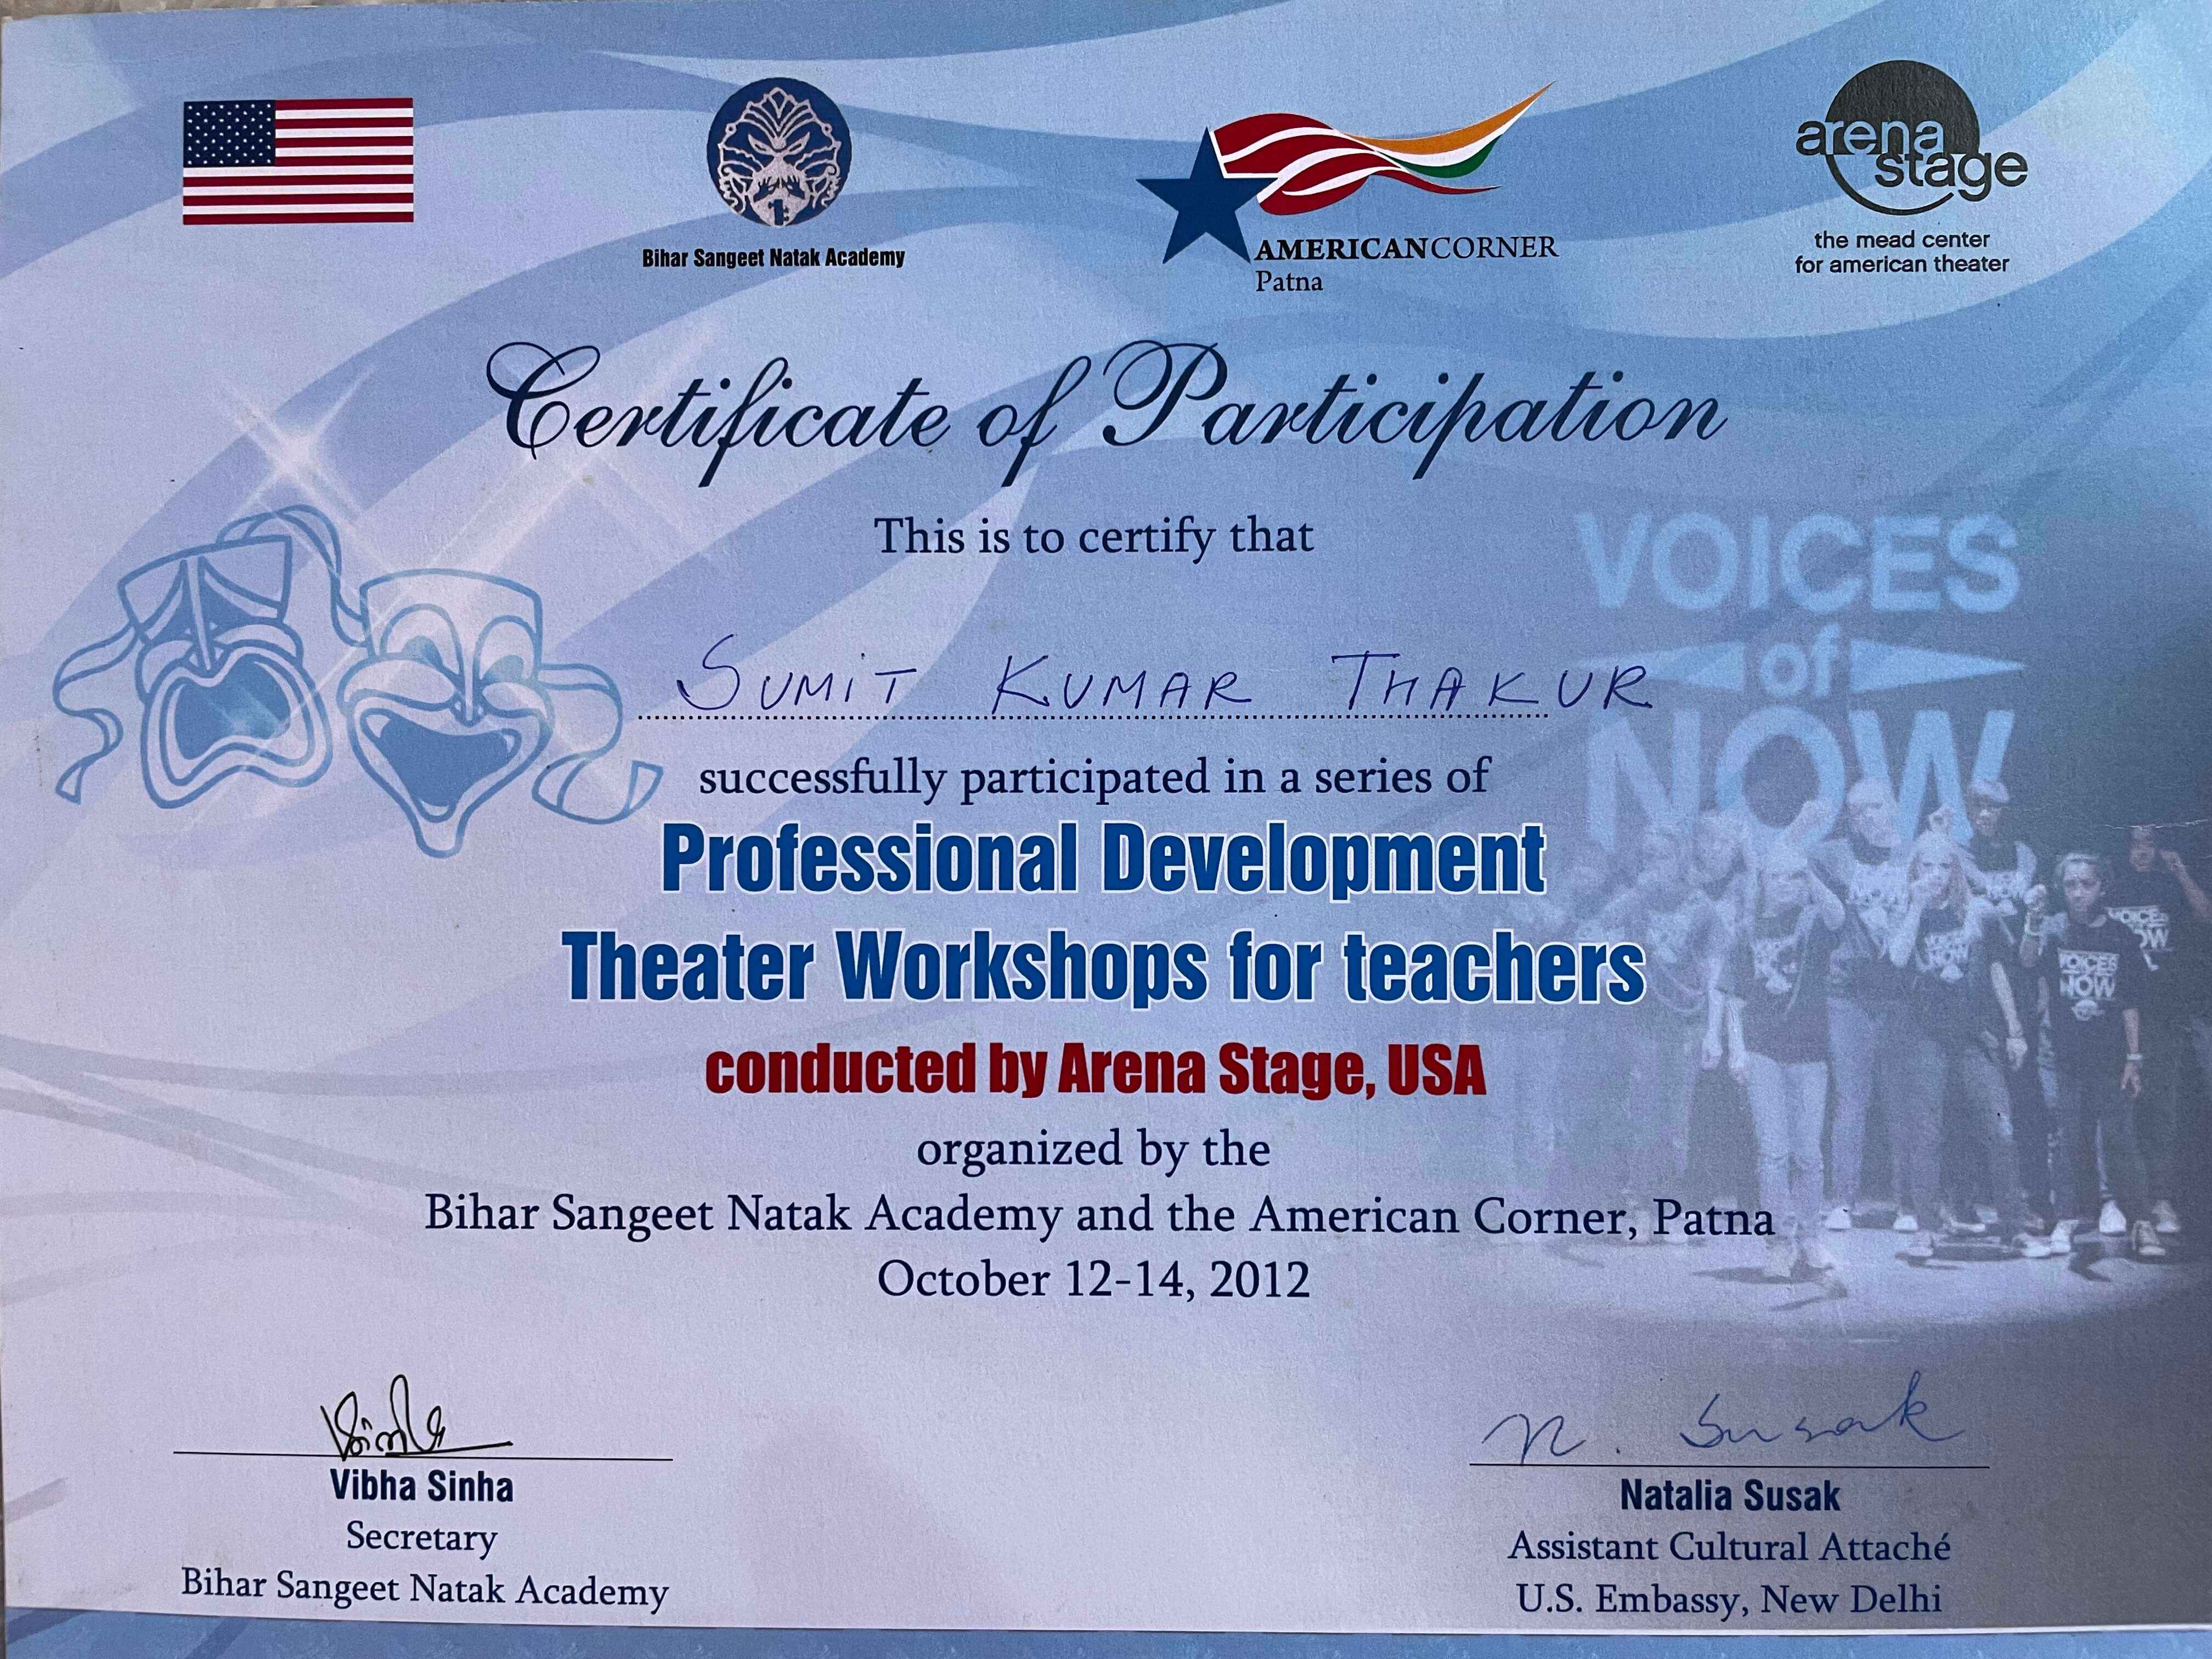 Bihar Sangeet Natak Academy
AMERICANCORNER
Patna
arena
stage
the mead center
for american theater
Certificate of Participation
This is to certify that
SUMIT KUMAR THAKUR
successfully participated in a series of
Professional Development
Theater Workshops for teachers
conducted by Arena Stage, USA
organized by the
Bihar Sangeet Natak Academy and the American Corner, Patna
October 12-14, 2012
VOICES
of
NOW
VOICES
NOW
Vibha Sinha
Secretary
Bihar Sangeet Natak Academy
N. Susak
Natalia Susak
Assistant Cultural Attaché
U.S. Embassy, New Delhi